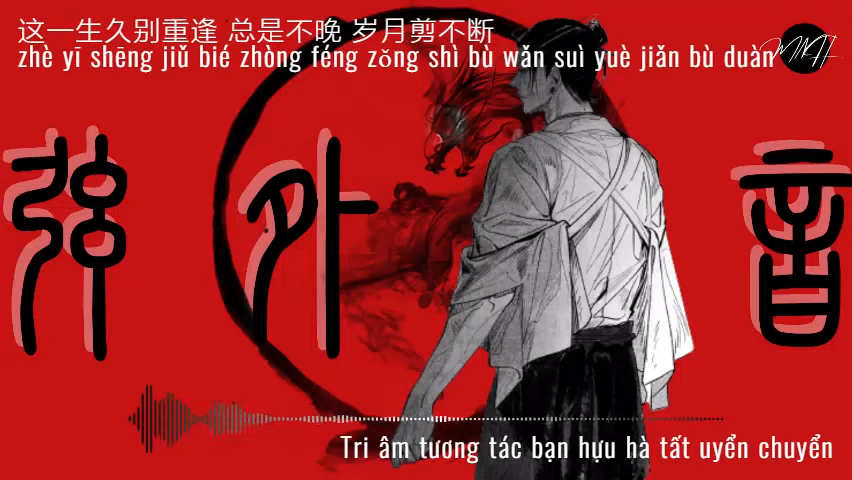 这一生久别重逢 总是不晚 岁月剪不断
zhè yī shēng jiǔ bié zhòng féng zǒng shì bù wǎn suì yuè jiǎn bù duàn
弦外音
Tri âm tương tác bạn hựu hà tất uyển chuyển